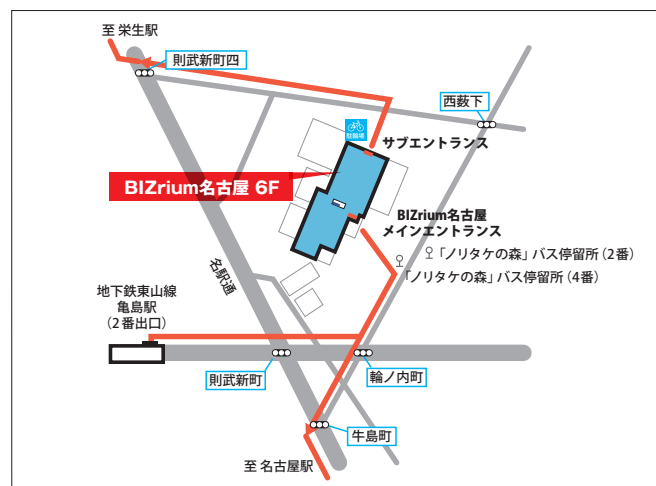 至 栄生駅
則武新町四
西薮下
駐輪場
サブエントランス
BIZrium名古屋 6F
BIZrium名古屋
メインエントランス
「ノリタケの森」バス停留所（2番）
「ノリタケの森」バス停留所（4番）
名駅通
地下鉄東山線
亀島駅
（2番出口）
則武新町
輪ノ内町
牛島町
至 名古屋駅